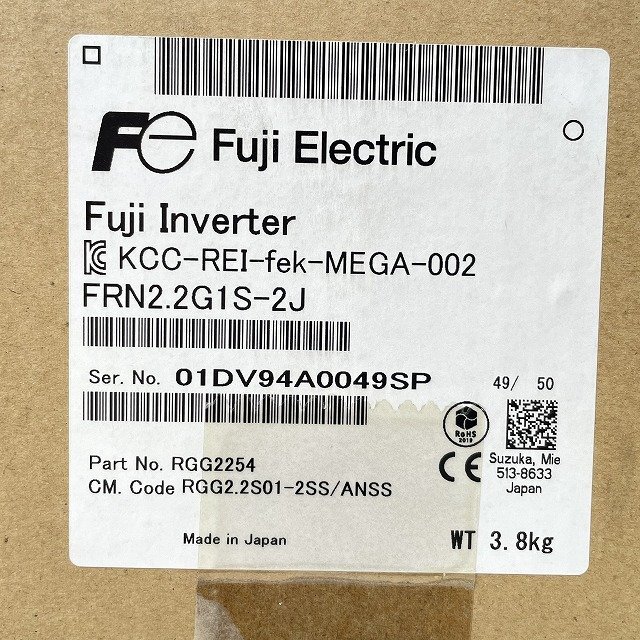 Fe Fuji Electric
Fuji Inverter
KCC-REI-fek-MEGA-002
FRN2.2G1S-2J
Ser. No. 01DV94A0049SP 49/ 50
RoHS
2019
CE
Part No. RGG2254
CM. Code RGG2.2S01-2SS/ANSS
Suzuka, Mie
513-8633
Japan
Made in Japan
WT 3.8kg